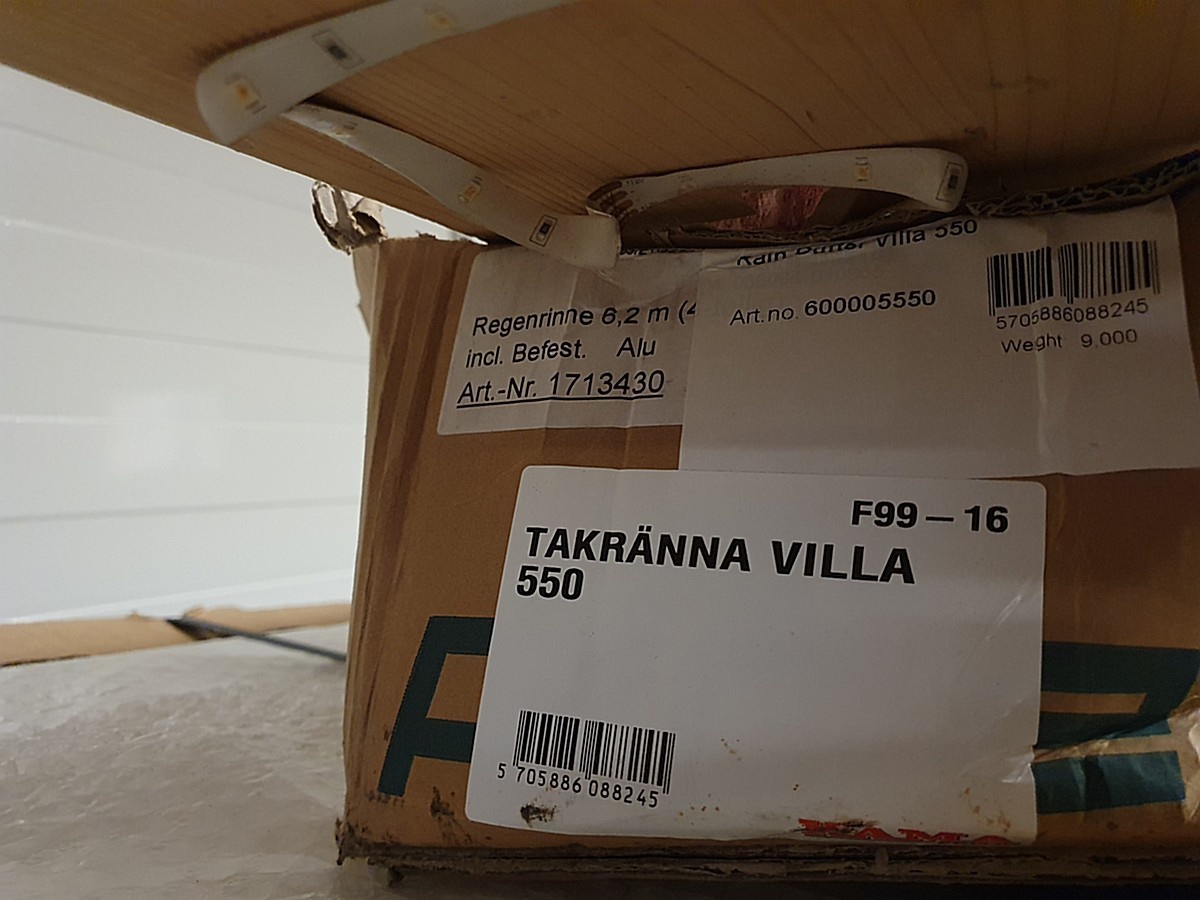 Regenrinne 6,2 m (4
incl. Befest. Alu
Art.-Nr. 1713430
Villa 550
Art.no. 600005550
5705886088245
Weght 9,000
F99 – 16
TAKRÄNNA VILLA
550
5 705886 088245